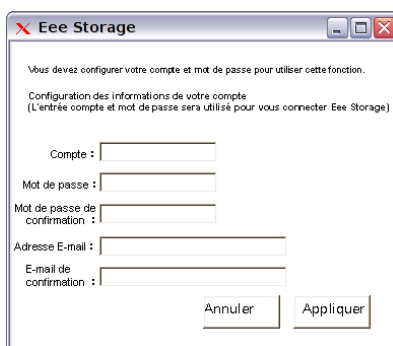 Eee Storage
Vous devez configurer votre compte et mot de passe pour utiliser cette fonction.
Configuration des informations de votre compte
(L'entrée compte et mot de passe sera utilisé pour vous connecter Eee Storage)
Compte :
Mot de passe :
Mot de passe de
confirmation :
Adresse E-mail :
E-mail de
confirmation :
Annuler Appliquer